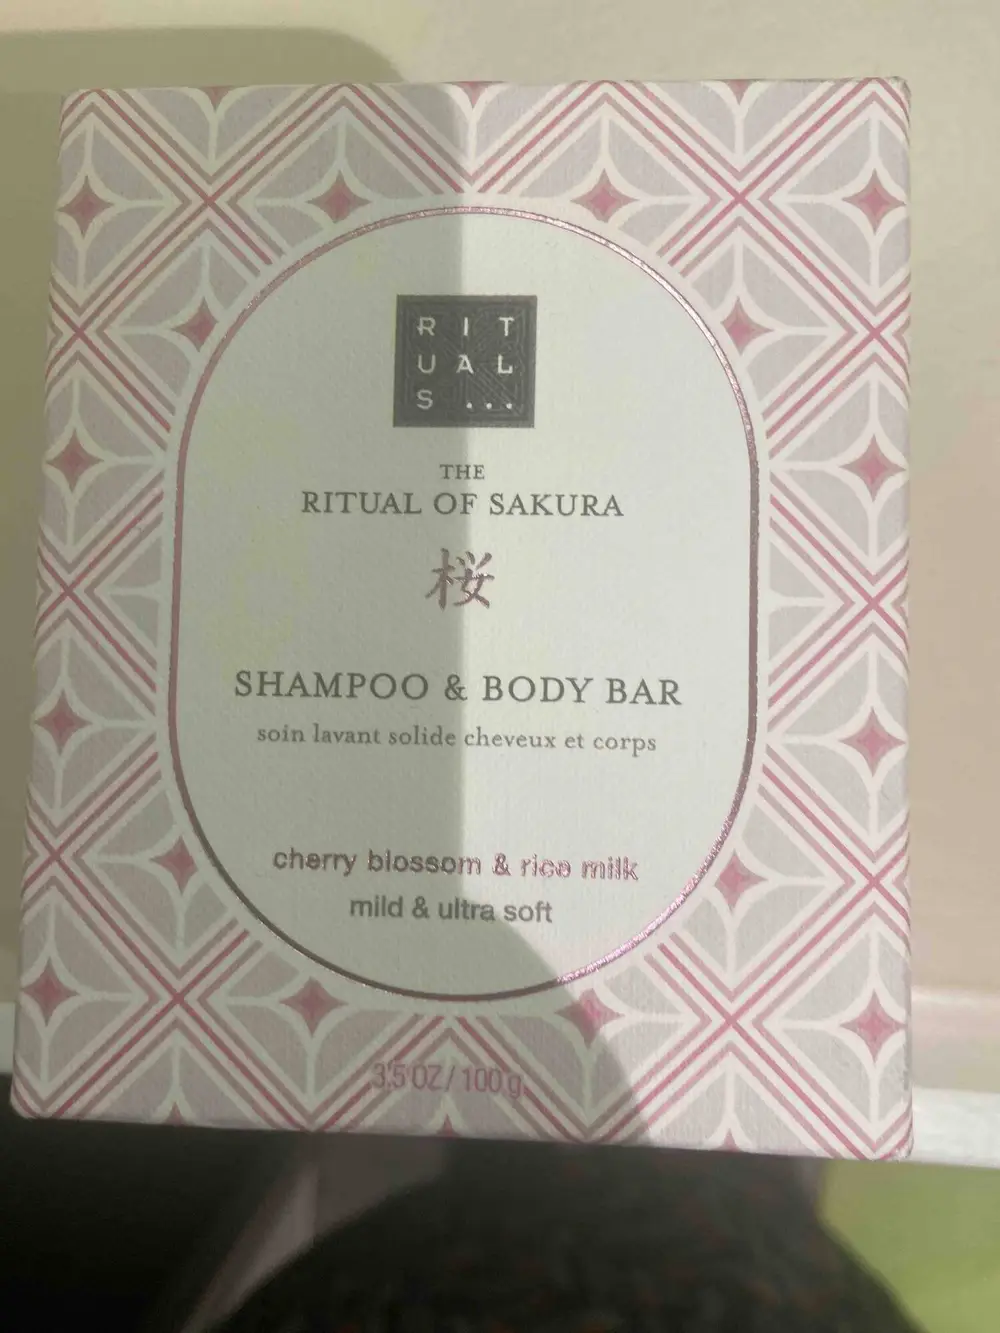 RIT
UAL
S...
THE
RITUAL OF SAKURA
桜
SHAMPOO & BODY BAR
soin lavant solide cheveux et corps
cherry blossom & rice milk
mild & ultra soft
3,5 OZ/100 g